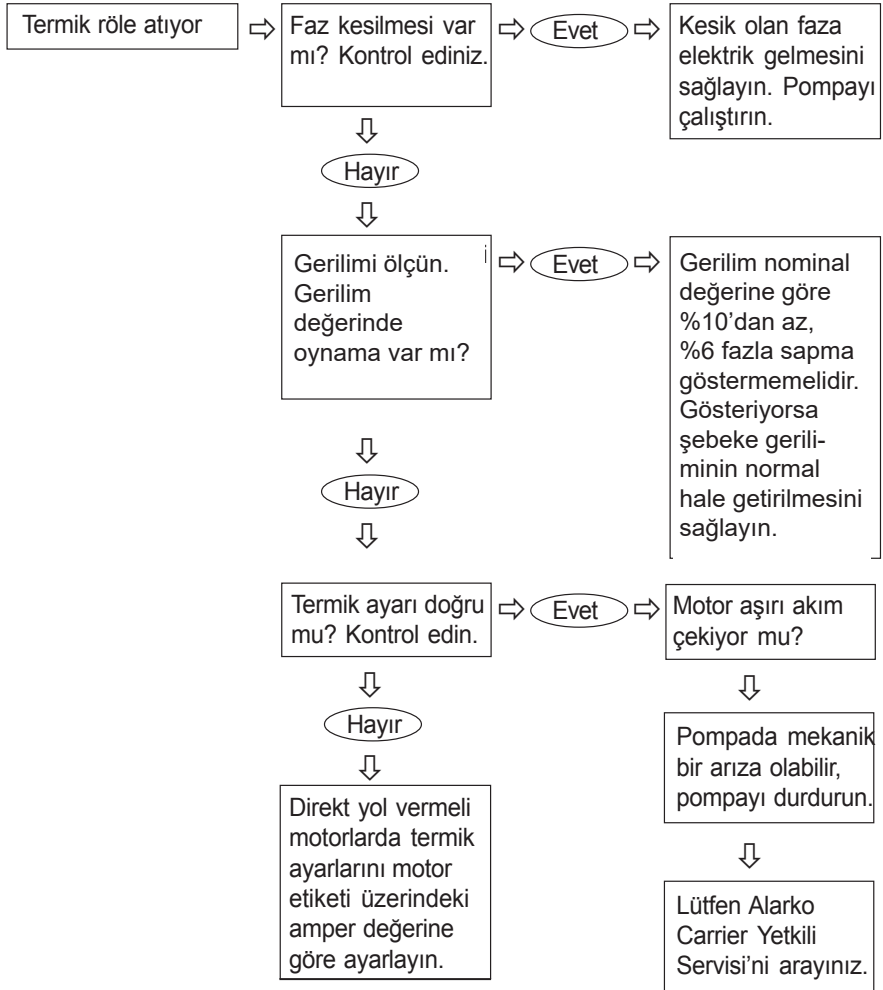 Termik röle atıyor
Faz kesilmesi var
mı? Kontrol ediniz.
Evet
Kesik olan faza
elektrik gelmesini
sağlayın. Pompayı
çalıştırın.
Hayır
Gerilimi ölçün.
Gerilim
değerinde
oynama var mı?
Evet
Gerilim nominal
değerine göre
%10’dan az,
%6 fazla sapma
göstermemelidir.
Gösteriyorsa
şebeke gerili-
minin normal
hale getirilmesini
sağlayın.
Hayır
Termik ayarı doğru
mu? Kontrol edin.
Evet
Motor aşırı akım
çekiyor mu?
Hayır
Pompada mekanik
bir arıza olabilir,
pompayı durdurun.
Direkt yol vermeli
motorlarda termik
ayarlarını motor
etiketi üzerindeki
amper değerine
göre ayarlayın.
Lütfen Alarko
Carrier Yetkili
Servisi’ni arayınız.